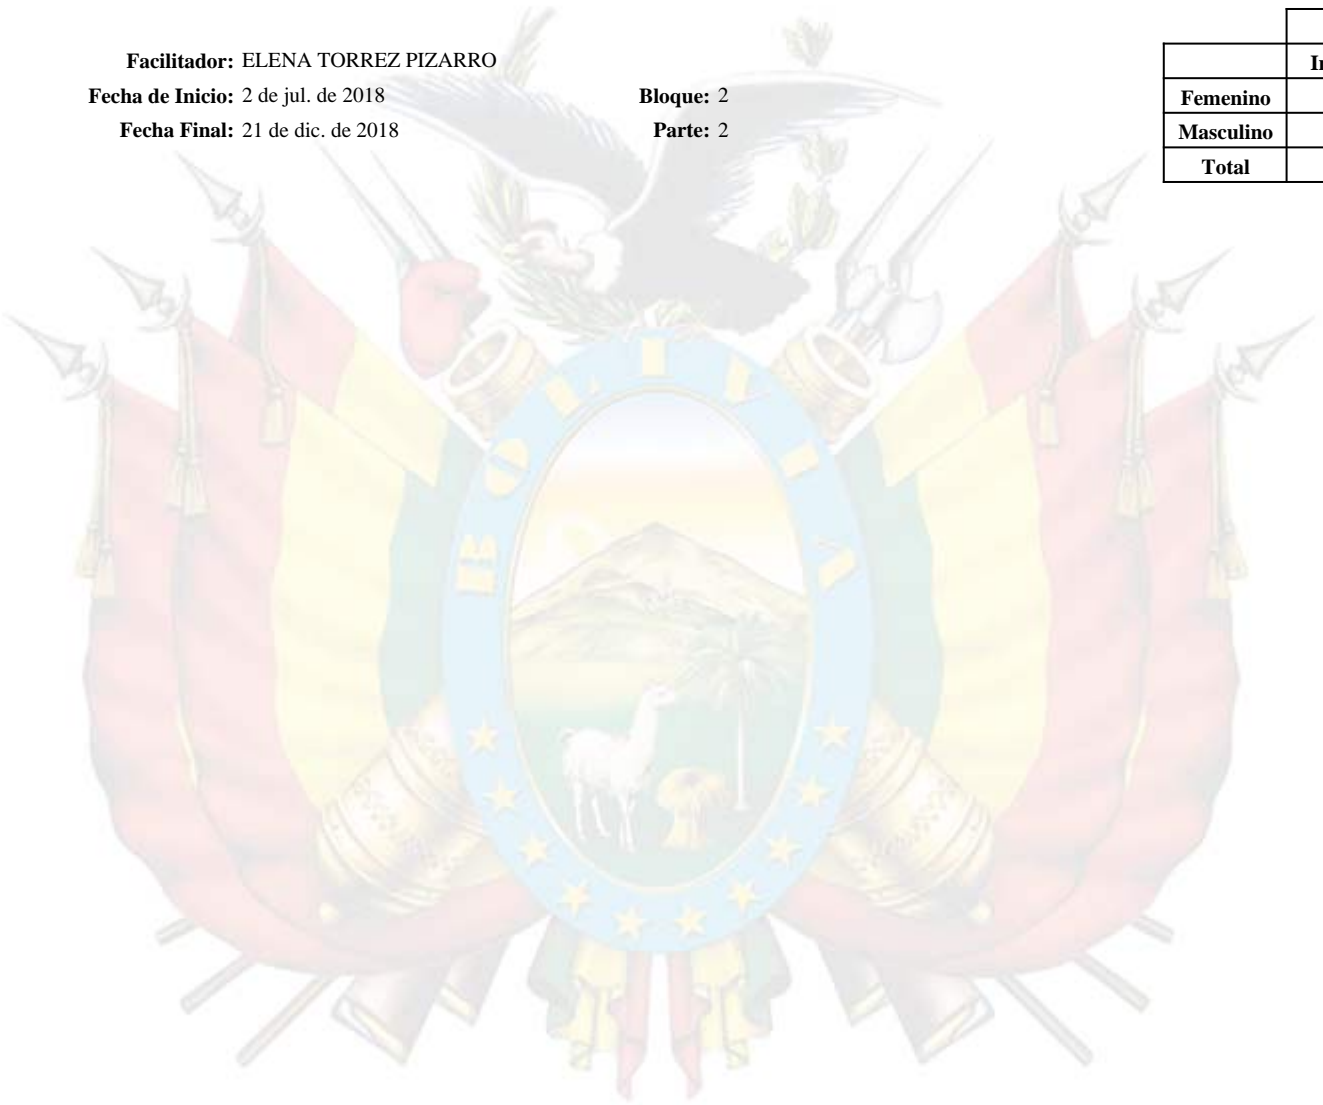 Facilitador: ELENA TORREZ PIZARRO
Fecha de Inicio: 2 de jul. de 2018 Bloque: 2
Fecha Final: 21 de dic. de 2018 Parte: 2
Femenino
Masculino
Total
BOLIVIA